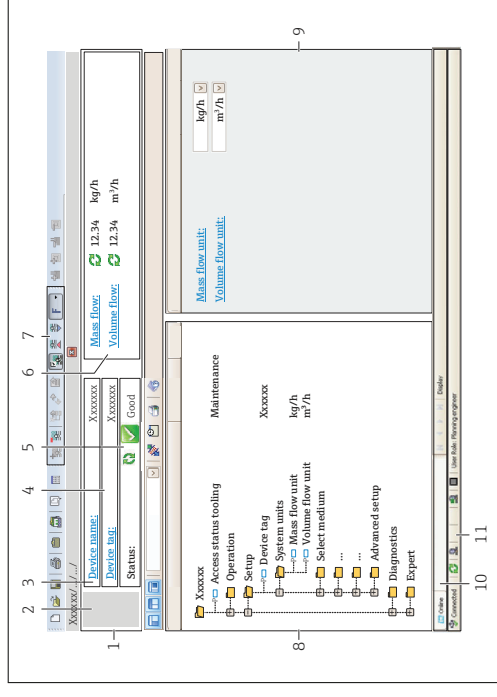 1
2
3
4
5
6
7
8
9
10
11
Xxxxxx/.../.../
F
Device name:
Xxxxxxx
Device tag:
Xxxxxxx
Status:
Good
Mass flow:
12.34
kg/h
Volume flow:
12.34
m³/h
Xxxxxx
Access status tooling
Maintenance
Operation
Setup
Device tag
Xxxxxx
System units
Mass flow unit
kg/h
Volume flow unit
m³/h
Select medium
...
...
Advanced setup
Diagnostics
Expert
Mass flow unit:
kg/h
Volume flow unit:
m³/h
Online
Display
Connected
User Role: Planning engineer